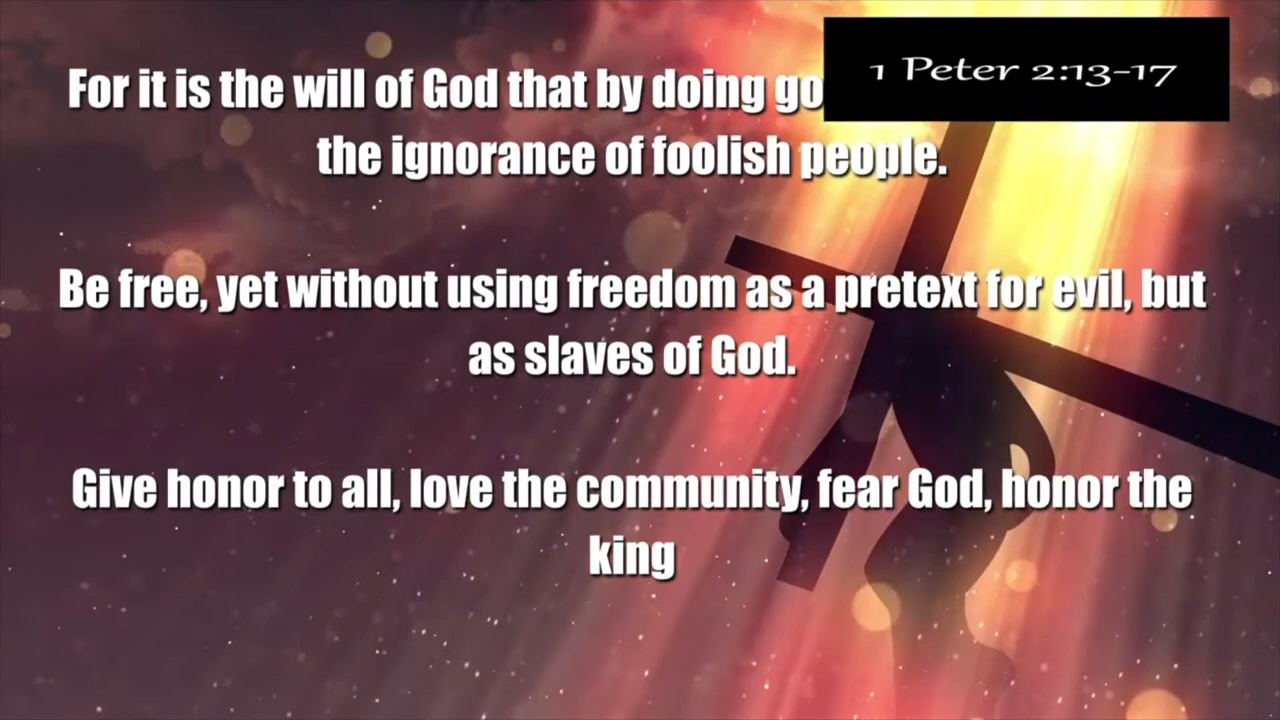 1 Peter 2:13-17
For it is the will of God that by doing go
the ignorance of foolish people.
Be free, yet without using freedom as a pretext for evil, but
as slaves of God.
Give honor to all, love the community, fear God, honor the
king